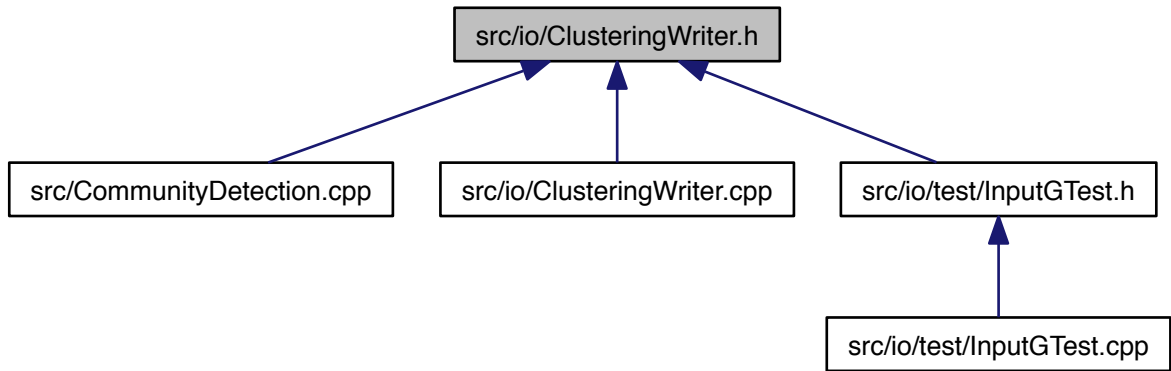 src/io/ClusteringWriter.h
src/CommunityDetection.cpp
src/io/ClusteringWriter.cpp
src/io/test/InputGTest.h
src/io/test/InputGTest.cpp